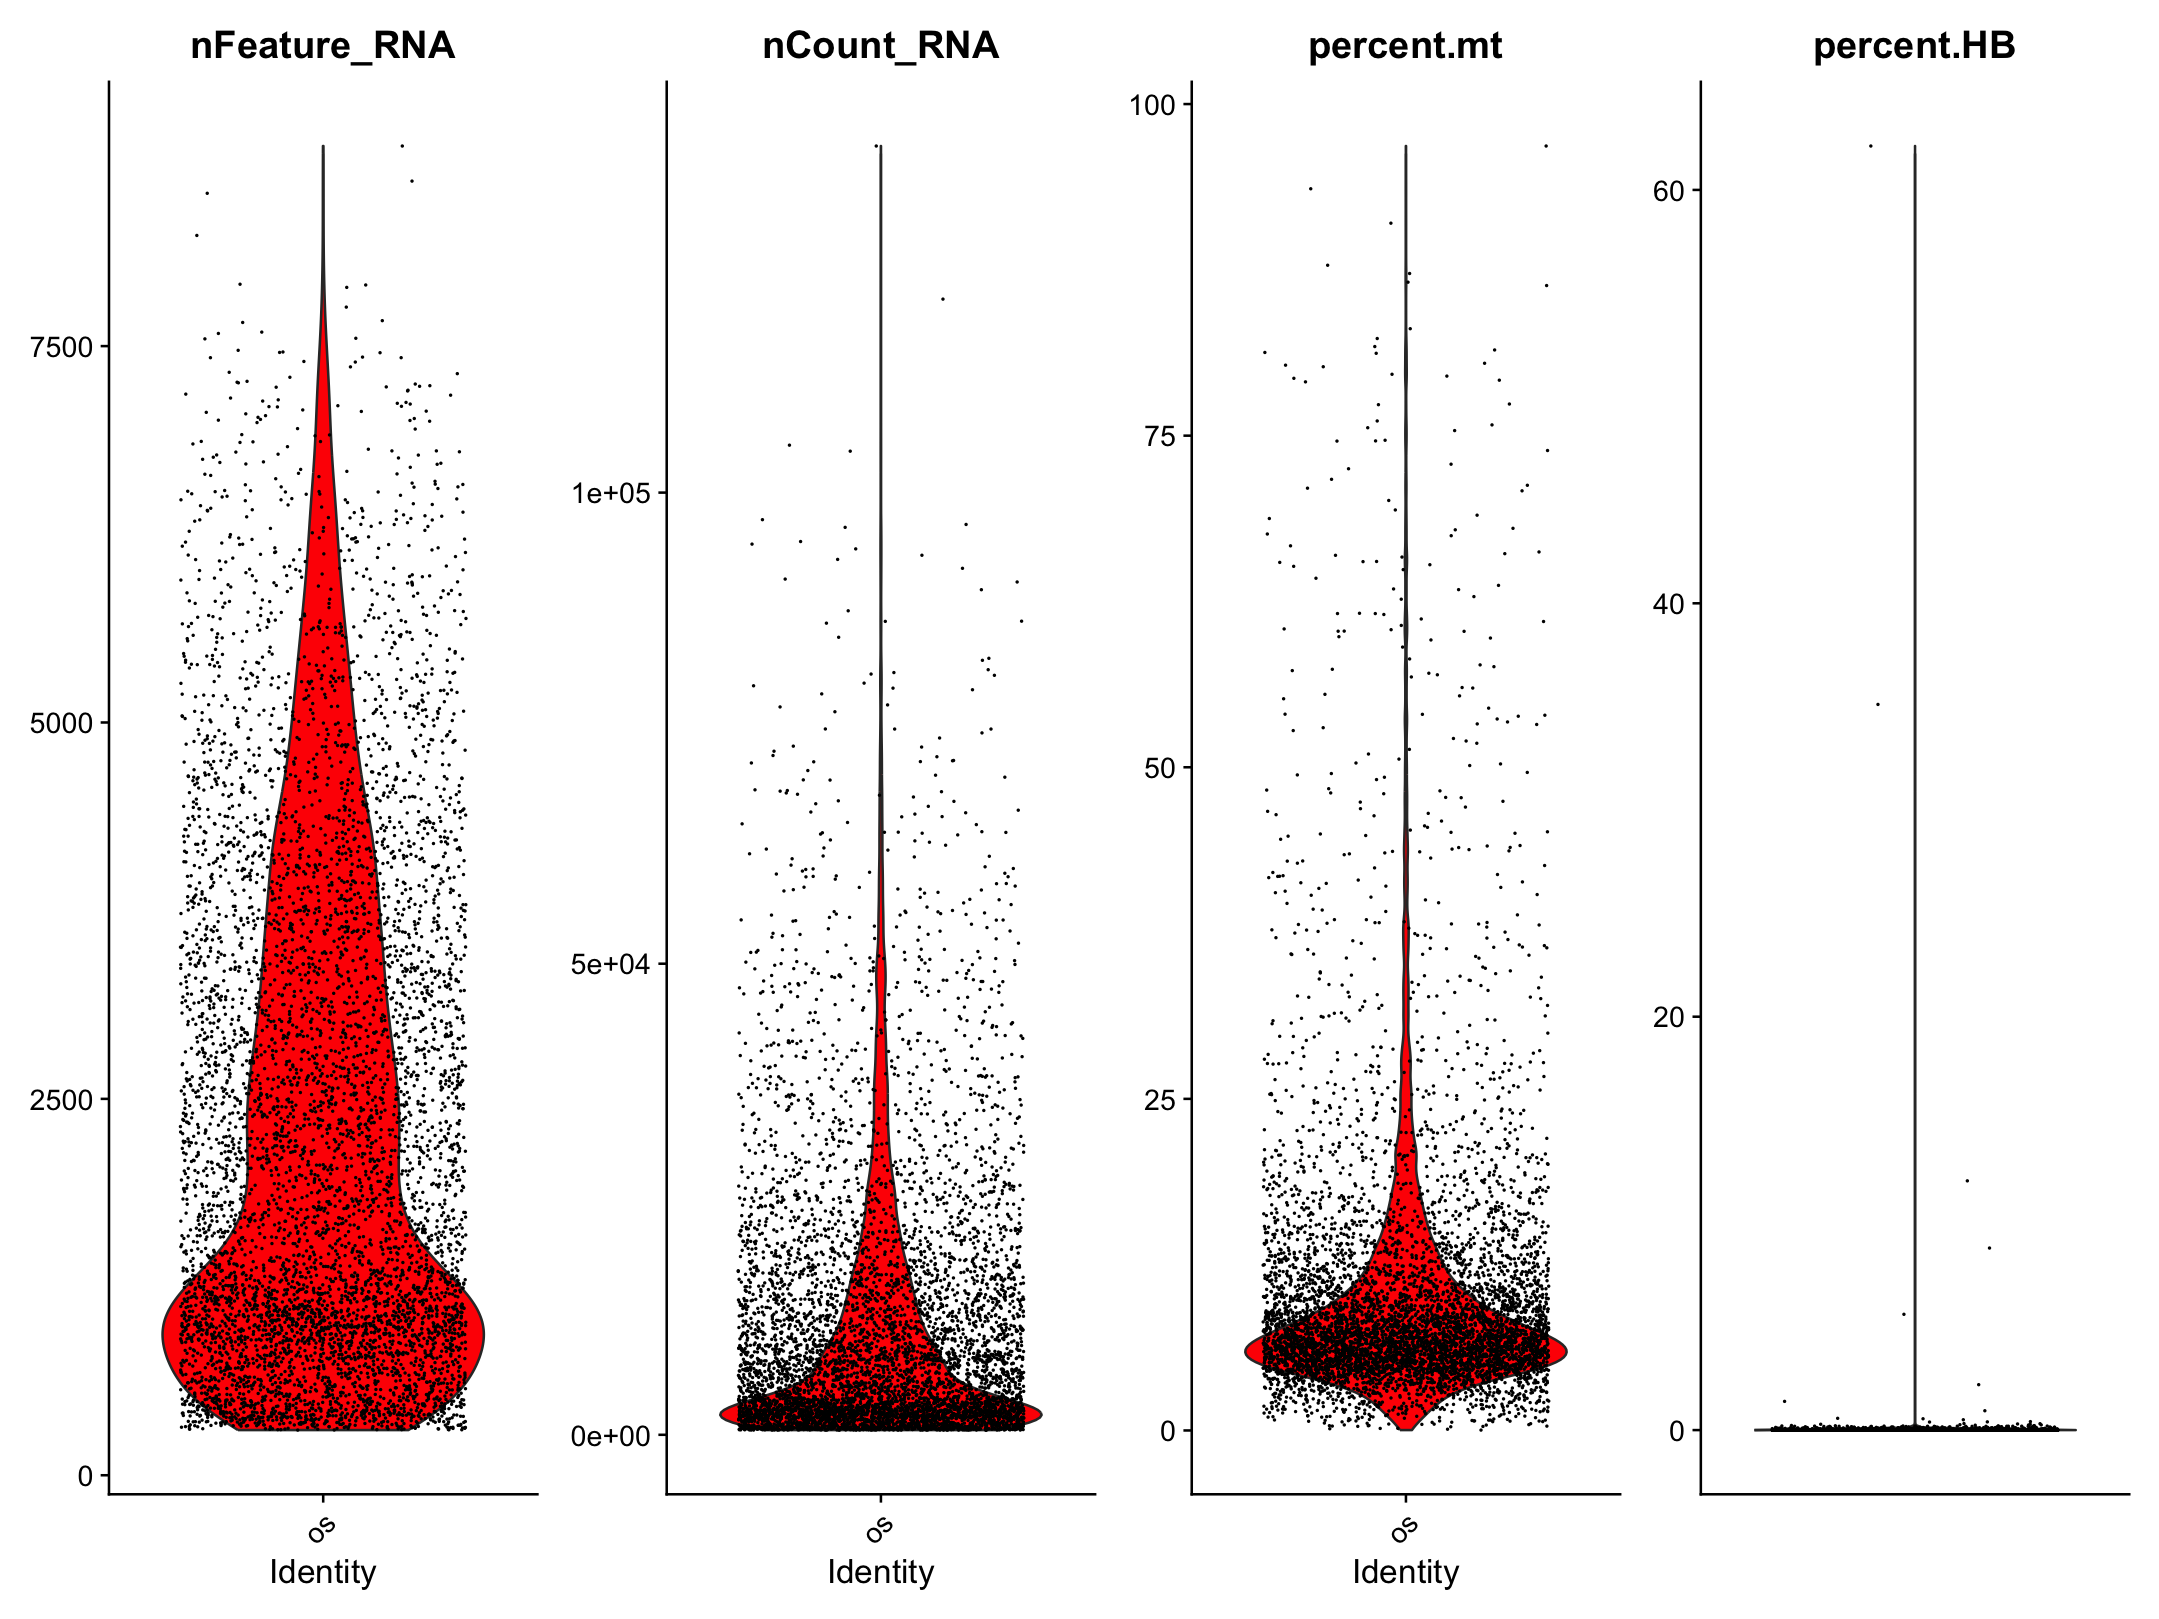 nFeature_RNA
7500
5000
2500
0
os
Identity
nCount_RNA
1e+05
5e+04
0e+00
os
Identity
percent.mt
100
75
50
25
0
os
Identity
percent.HB
60
40
20
0